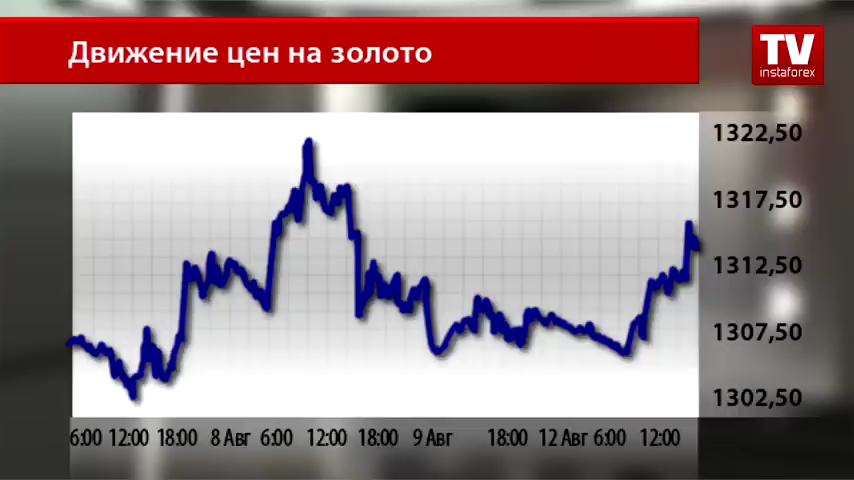 Движение цен на золото
TV
instaforex
1322,50
1317,50
1312,50
1307,50
1302,50
6:00 12:00 18:00 8 Авг 6:00 12:00 18:00 9 Авг 18:00 12 Авг 6:00 12:00